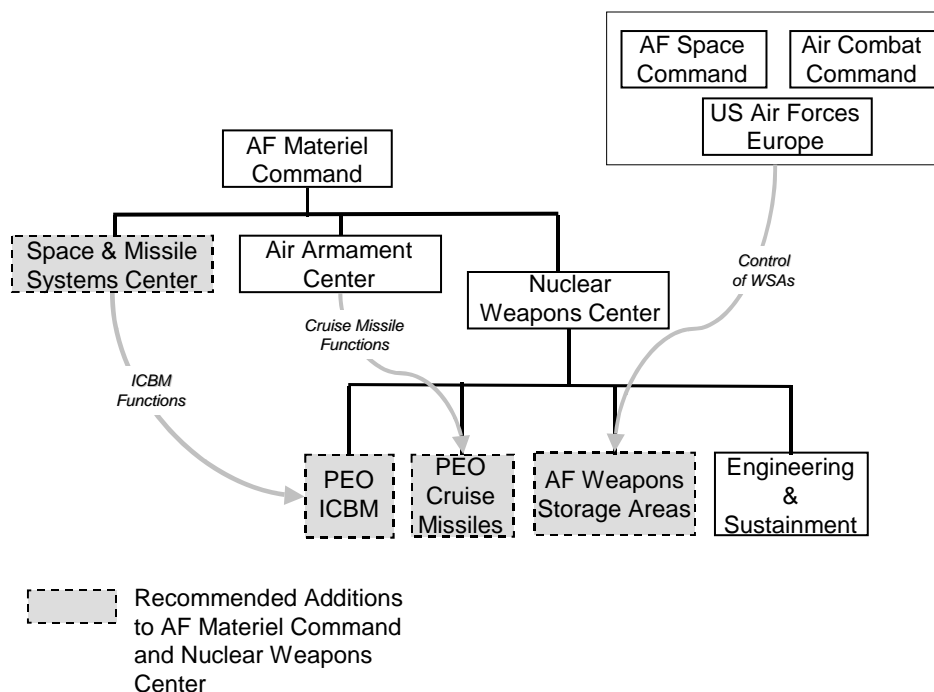 AF Space
Command
Air Combat
Command
US Air Forces
Europe
AF Materiel
Command
Space & Missile
Systems Center
Air Armament
Center
Nuclear
Weapons Center
Control
of WSAs
Cruise Missile
Functions
ICBM
Functions
PEO
ICBM
PEO
Cruise
Missiles
AF Weapons
Storage Areas
Engineering
&
Sustainment
Recommended Additions
to AF Materiel Command
and Nuclear Weapons
Center